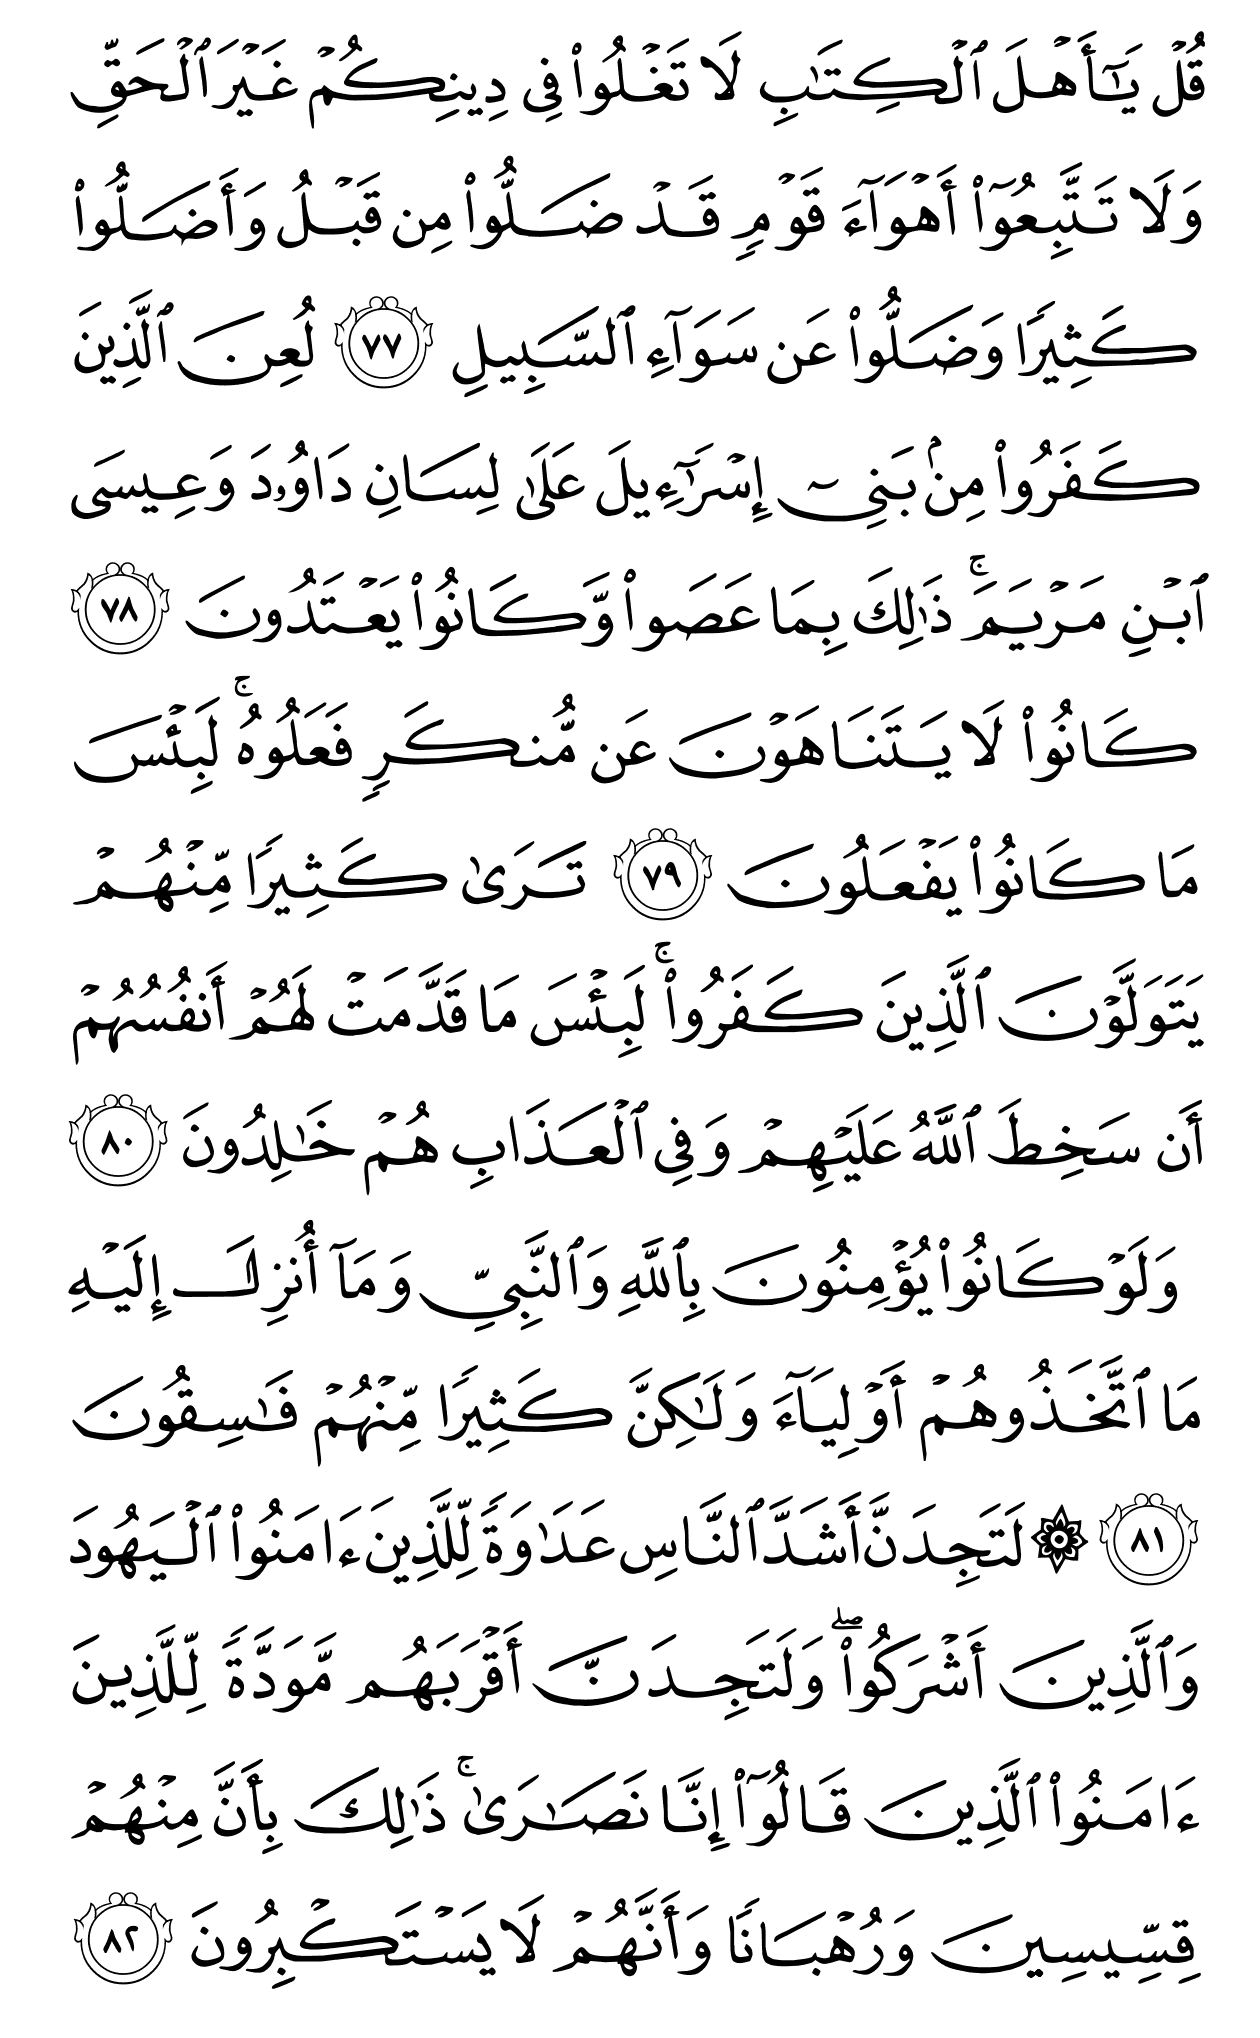 قُلۡ يَٰٓأَهۡلَ ٱلۡكِتَٰبِ لَا تَغۡلُواْ فِي دِينِكُمۡ غَيۡرَ ٱلۡحَقِّ
وَلَا تَتَّبِعُوٓاْ أَهۡوَآءَ قَوۡمٖ قَدۡ ضَلُّواْ مِن قَبۡلُ وَأَضَلُّواْ
كَثِيرٗا وَضَلُّواْ عَن سَوَآءِ ٱلسَّبِيلِ ٧٧ لُعِنَ ٱلَّذِينَ
كَفَرُواْ مِنۢ بَنِيٓ إِسۡرَٰٓءِيلَ عَلَىٰ لِسَانِ دَاوُۥدَ وَعِيسَى
ٱبۡنِ مَرۡيَمَۚ ذَٰلِكَ بِمَا عَصَواْ وَّكَانُواْ يَعۡتَدُونَ ٧٨
كَانُواْ لَا يَتَنَاهَوۡنَ عَن مُّنكَرٖ فَعَلُوهُۚ لَبِئۡسَ
مَا كَانُواْ يَفۡعَلُونَ ٧٩ تَرَىٰ كَثِيرٗا مِّنۡهُمۡ
يَتَوَلَّوۡنَ ٱلَّذِينَ كَفَرُواْۚ لَبِئۡسَ مَا قَدَّمَتۡ لَهُمۡ أَنفُسُهُمۡ
أَن سَخِطَ ٱللَّهُ عَلَيۡهِمۡ وَفِي ٱلۡعَذَابِ هُمۡ خَٰلِدُونَ ٨٠
وَلَوۡ كَانُواْ يُؤۡمِنُونَ بِٱللَّهِ وَٱلنَّبِيِّ وَمَآ أُنزِلَ إِلَيۡهِ
مَا ٱتَّخَذُوهُمۡ أَوۡلِيَآءَ وَلَٰكِنَّ كَثِيرٗا مِّنۡهُمۡ فَٰسِقُونَ
٨١ ۞ لَتَجِدَنَّ أَشَدَّ ٱلنَّاسِ عَدَٰوَةٗ لِّلَّذِينَ ءَامَنُواْ ٱلۡيَهُودَ
وَٱلَّذِينَ أَشۡرَكُواْۖ وَلَتَجِدَنَّ أَقۡرَبَهُم مَّوَدَّةٗ لِّلَّذِينَ
ءَامَنُواْ ٱلَّذِينَ قَالُوٓاْ إِنَّا نَصَٰرَىٰۚ ذَٰلِكَ بِأَنَّ مِنۡهُمۡ
قِسِّيسِينَ وَرُهۡبَانٗا وَأَنَّهُمۡ لَا يَسۡتَكۡبِرُونَ ٨٢